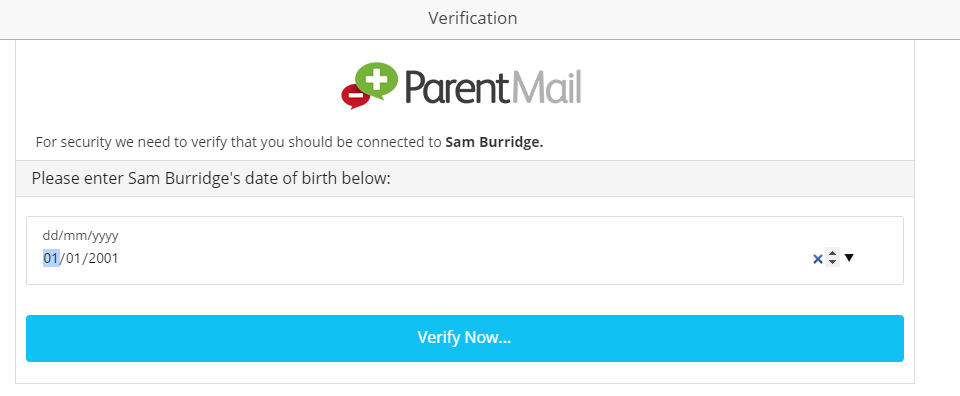 Verification
ParentMail
For security we need to verify that you should be connected to Sam Burridge.
Please enter Sam Burridge's date of birth below:
dd/mm/yyyy
01/01/2001
Verify Now...